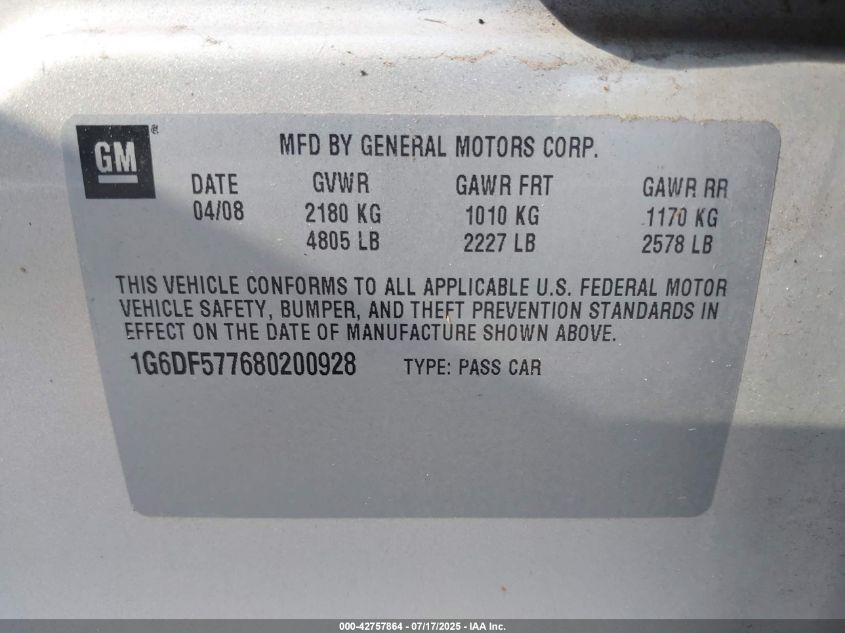 GM ®
MFD BY GENERAL MOTORS CORP.
DATE GVWR GAWR FRT GAWR RR
04/08 2180 KG 1010 KG 1170 KG
4805 LB 2227 LB 2578 LB
THIS VEHICLE CONFORMS TO ALL APPLICABLE U.S. FEDERAL MOTOR
VEHICLE SAFETY, BUMPER, AND THEFT PREVENTION STANDARDS IN
EFFECT ON THE DATE OF MANUFACTURE SHOWN ABOVE.
1G6DF577680200928 TYPE: PASS CAR
000-42757864 - 07/17/2025 - IAA Inc.